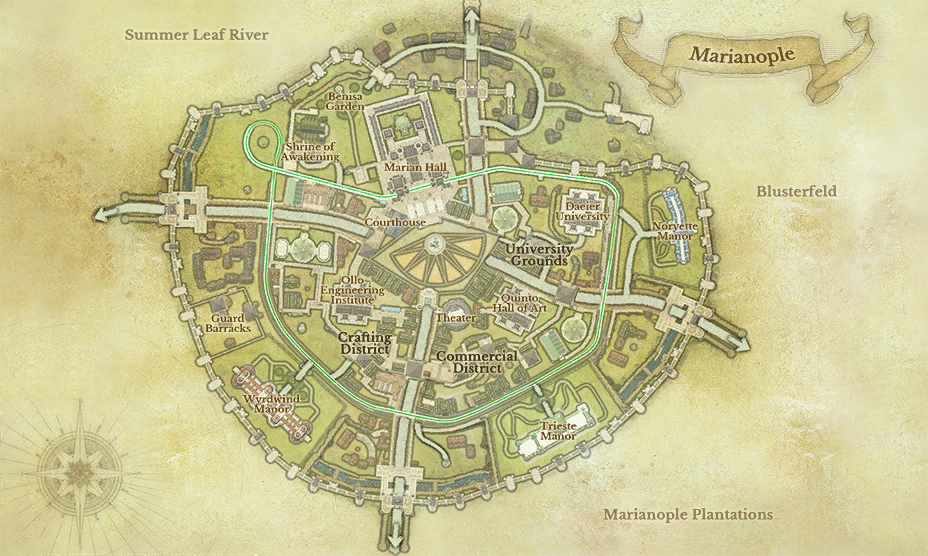 Summer Leaf River
Marianople
Benisa
Garden
Shrine of
Awakening
Marian Hall
Blusterfeld
Daeier
University
Courthouse
Noryette
Manor
University
Grounds
Ollo
Engineering
Institute
Quinto
Hall of Art
Guard
Barracks
Theater
Crafting
District
Commercial
District
Wyrdwind
Manor
Trieste
Manor
Marianople Plantations